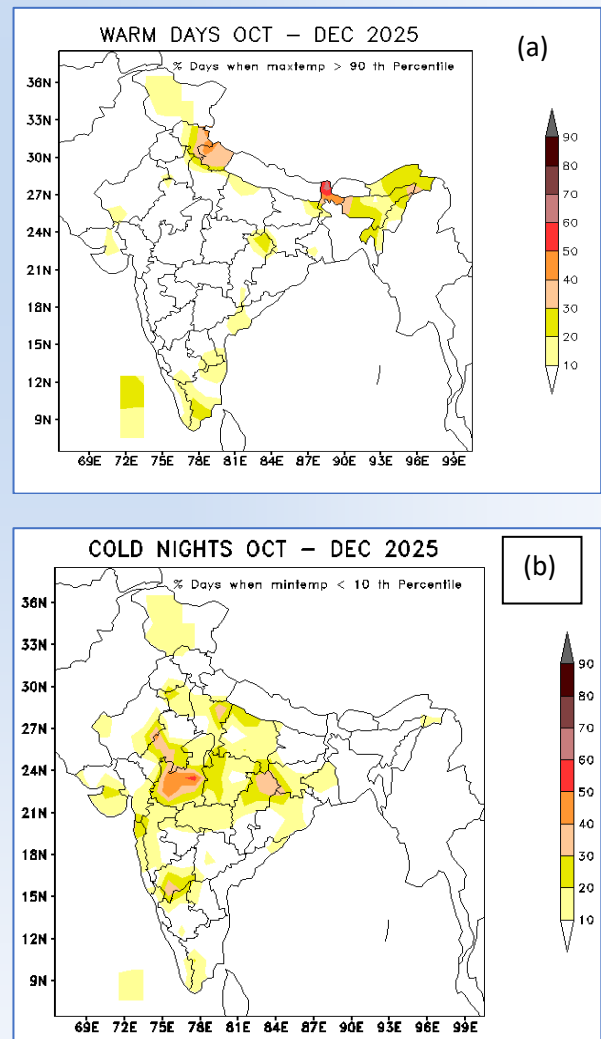 WARM DAYS OCT – DEC 2025
(a)
% Days when maxtemp > 90 th Percentile
36N
33N
30N
27N
24N
21N
18N
15N
12N
9N
69E 72E 75E 78E 81E 84E 87E 90E 93E 96E 99E
90
80
70
60
50
40
30
20
10
COLD NIGHTS OCT – DEC 2025
(b)
% Days when mintemp < 10 th Percentile
36N
33N
30N
27N
24N
21N
18N
15N
12N
9N
69E 72E 75E 78E 81E 84E 87E 90E 93E 96E 99E
90
80
70
60
50
40
30
20
10